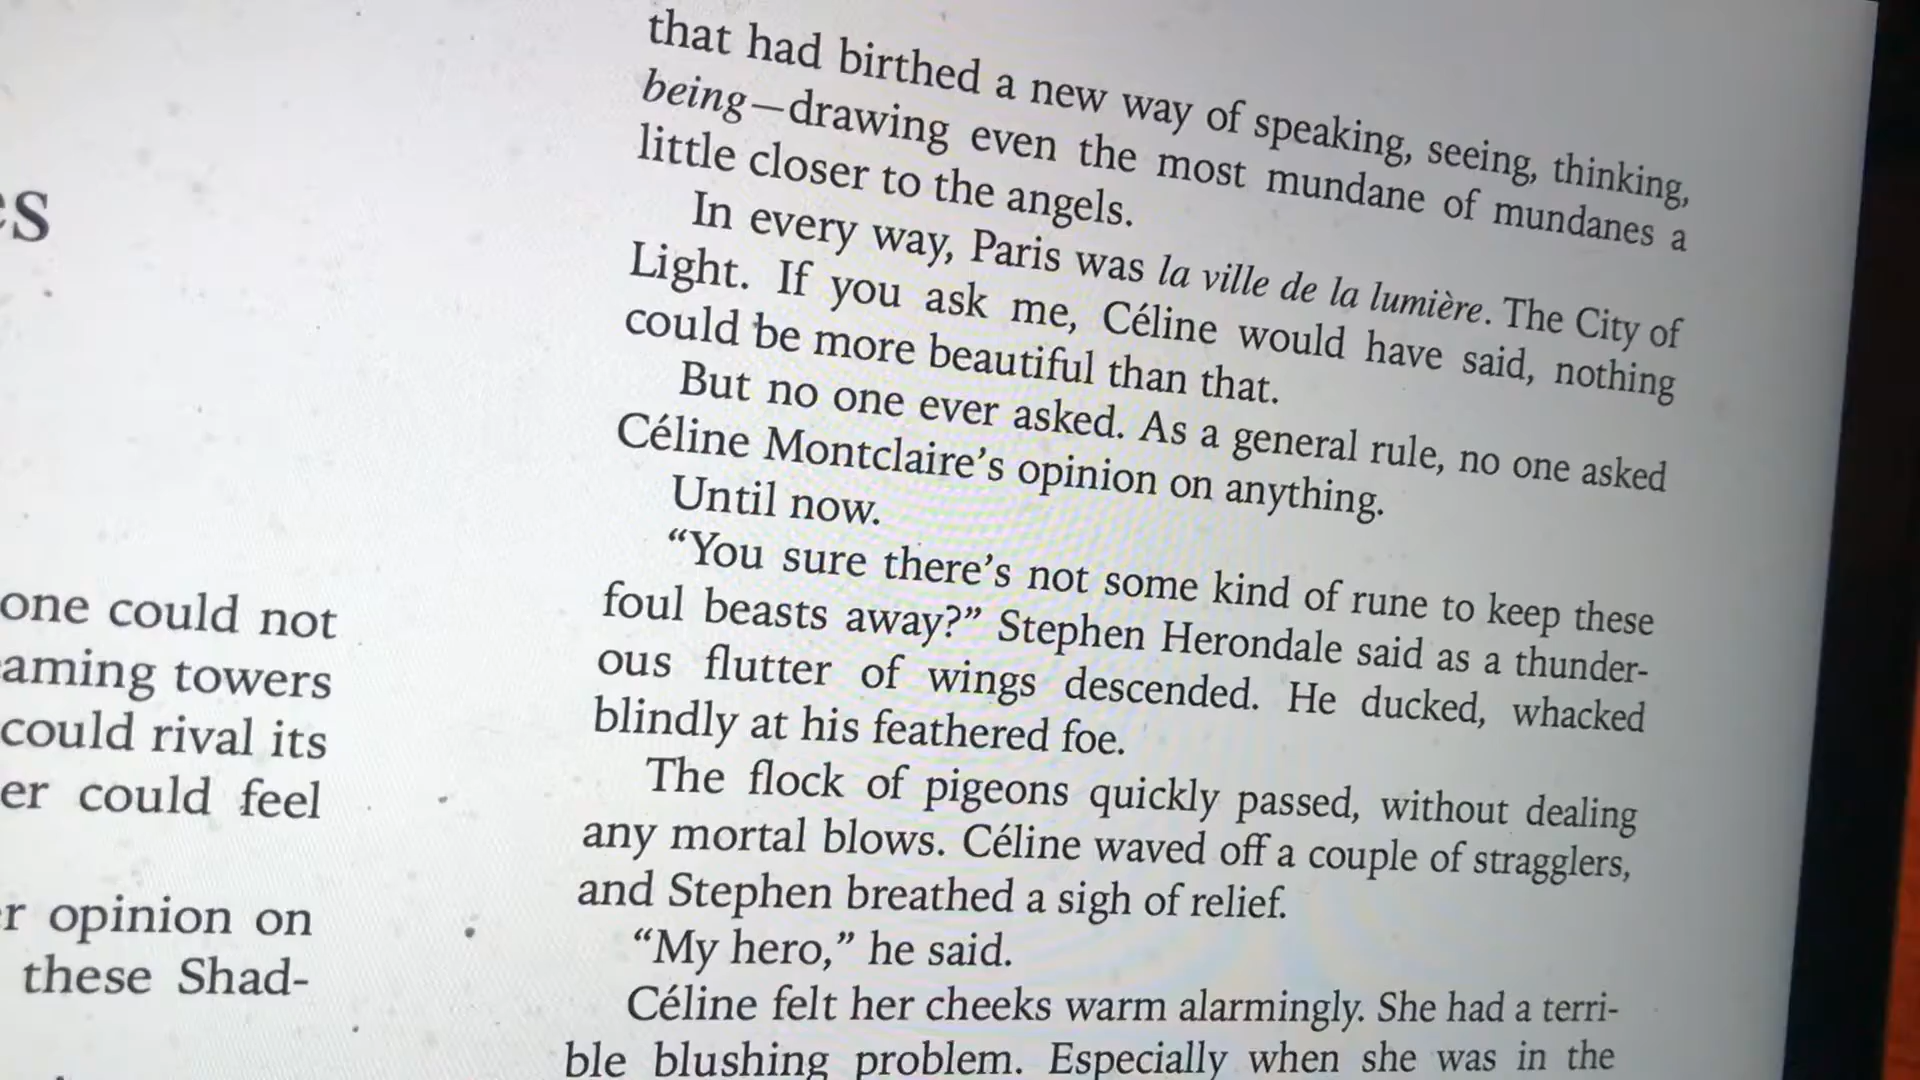 one could not
towers
could rival its
could feel
opinion on
these Shad-
that had birthed a new way of speaking, seeing, thinking,
being—drawing even the most mundane of mundanes a
little closer to the angels.
In every way, Paris was la ville de la lumière. The City of
Light. If you ask me, Céline would have said, nothing
could be more beautiful than that.
But no one ever asked. As a general rule, no one asked
Céline Montclaire’s opinion on anything.
Until now.
“You sure there’s not some kind of rune to keep these
foul beasts away?” Stephen Herondale said as a thunder-
ous flutter of wings descended. He ducked, whacked
blindly at his feathered foe.
The flock of pigeons quickly passed, without dealing
any mortal blows. Céline waved off a couple of stragglers,
and Stephen breathed a sigh of relief.
“My hero,” he said.
Céline felt her cheeks warm alarmingly. She had a terri-
ble blushing problem. Especially when she was in the